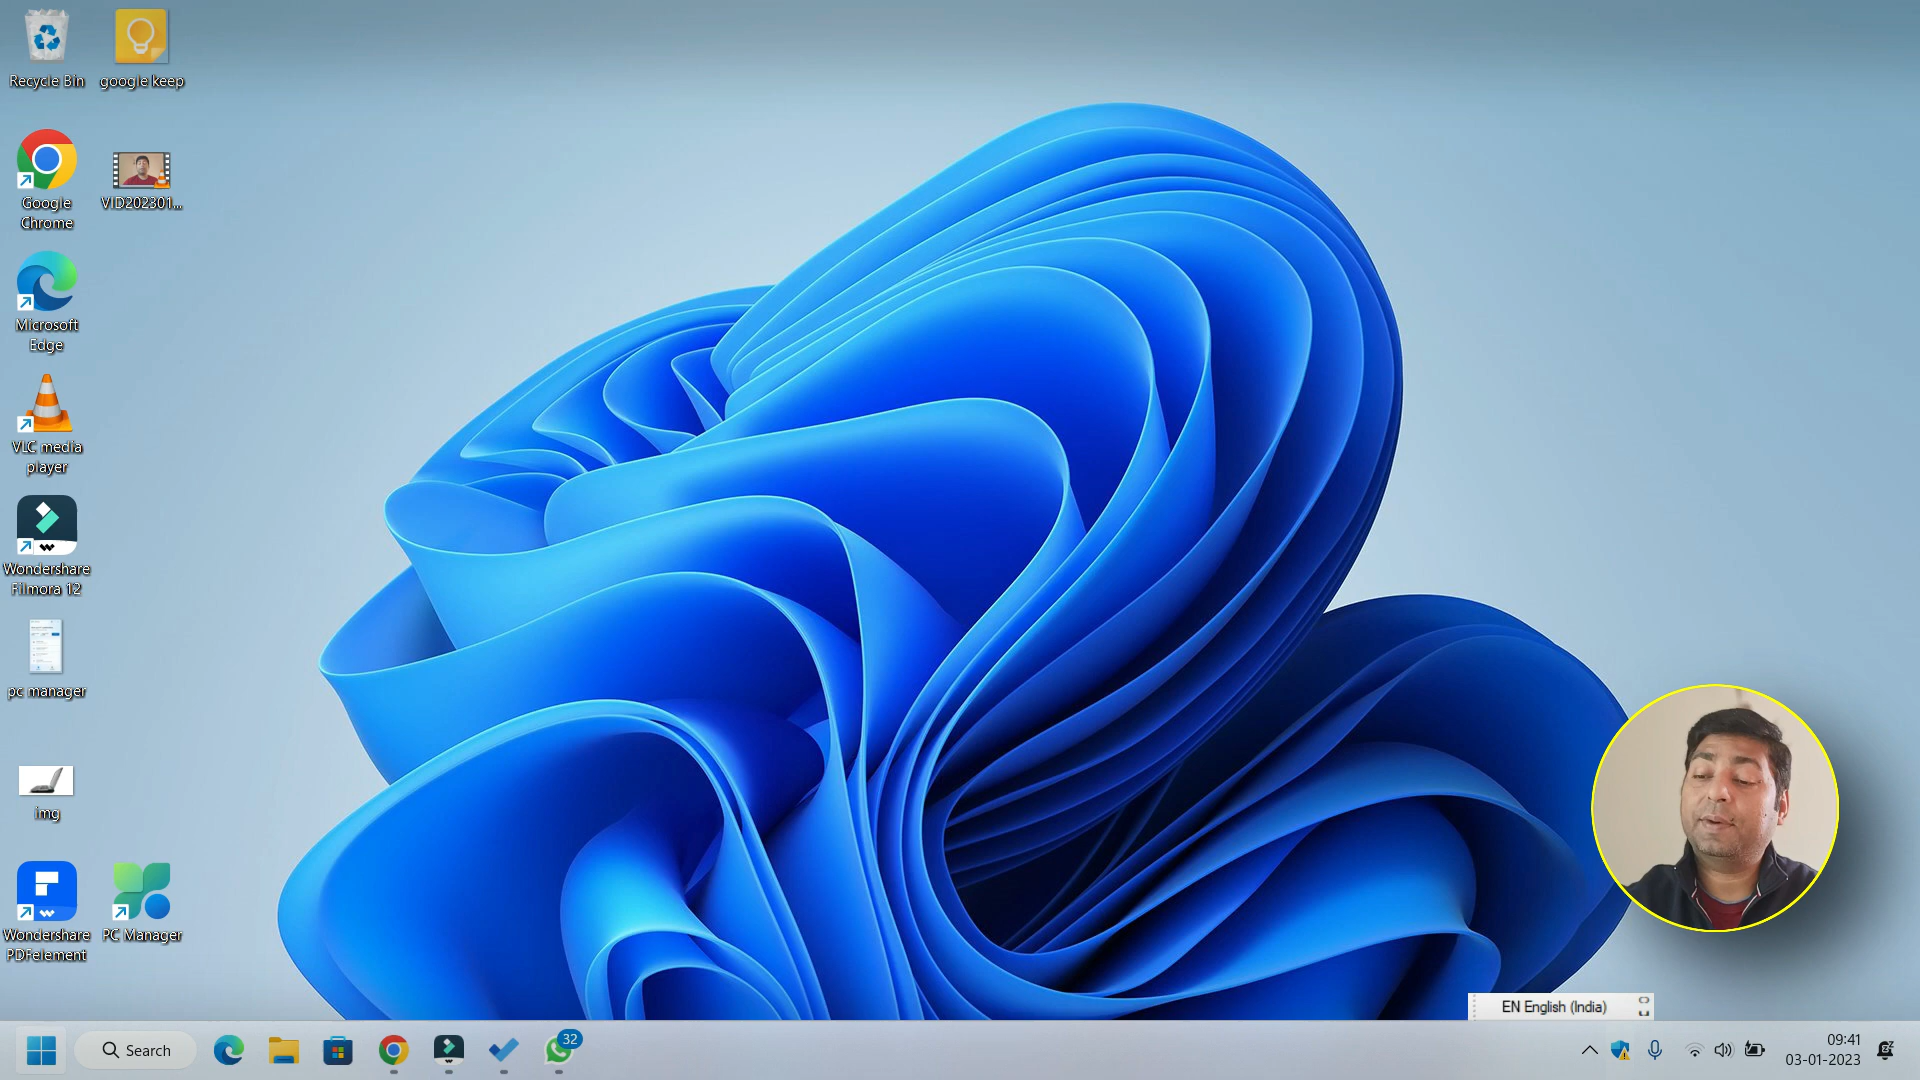 Recycle Bin
google keep
Google
Chrome
VID202301...
Microsoft
Edge
VLC media
player
Wondershare
Filmora 12
pc manager
img
Wondershare
PDFelement
PC Manager
EN English (India)
Search
32
09:41
03-01-2023